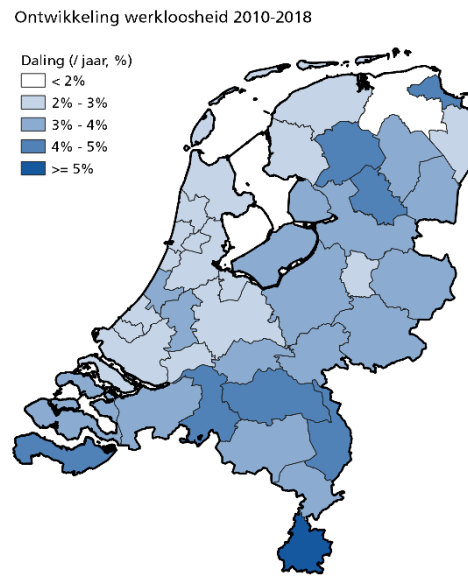 Ontwikkeling werkloosheid 2010-2018
Daling (/ jaar, %)
< 2%
2% - 3%
3% - 4%
4% - 5%
>= 5%